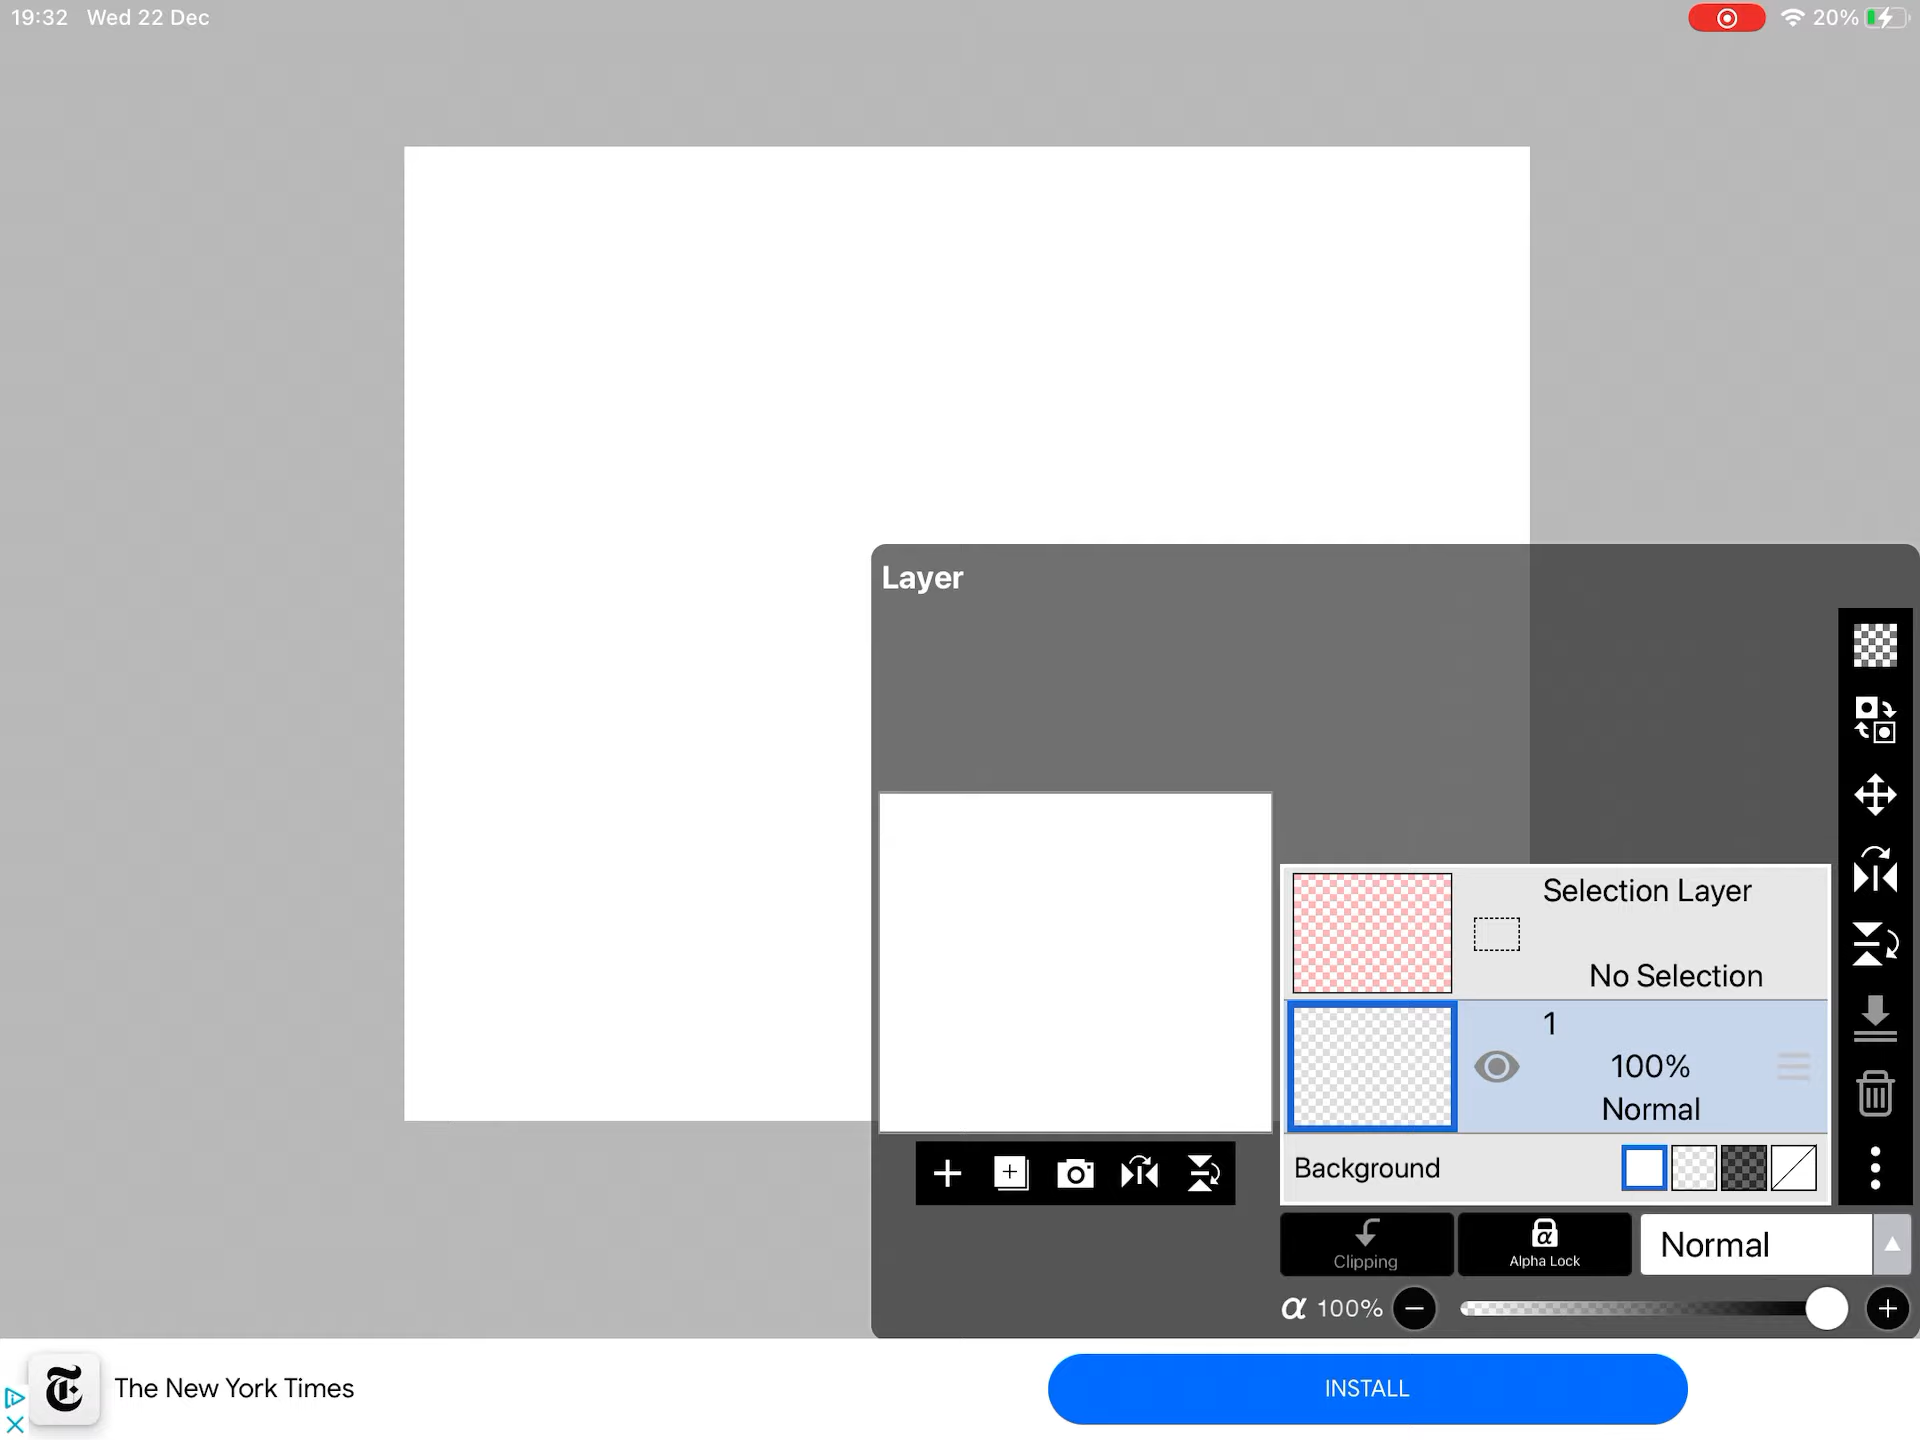 19:32 Wed 22 Dec
20%
Layer
Selection Layer
No Selection
1
100%
Normal
Background
Clipping
α
Alpha Lock
Normal
α 100%
The New York Times
INSTALL